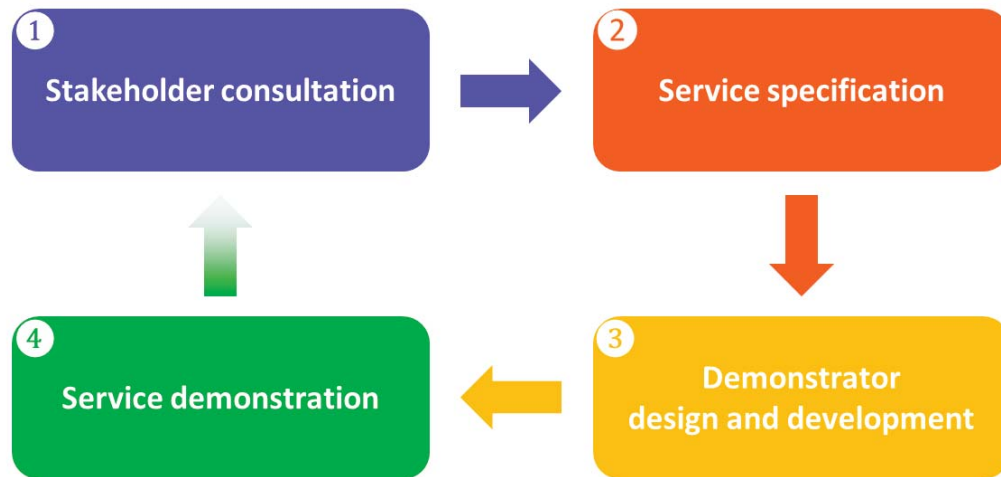 1
Stakeholder consultation
2
Service specification
3
Demonstrator
design and development
4
Service demonstration